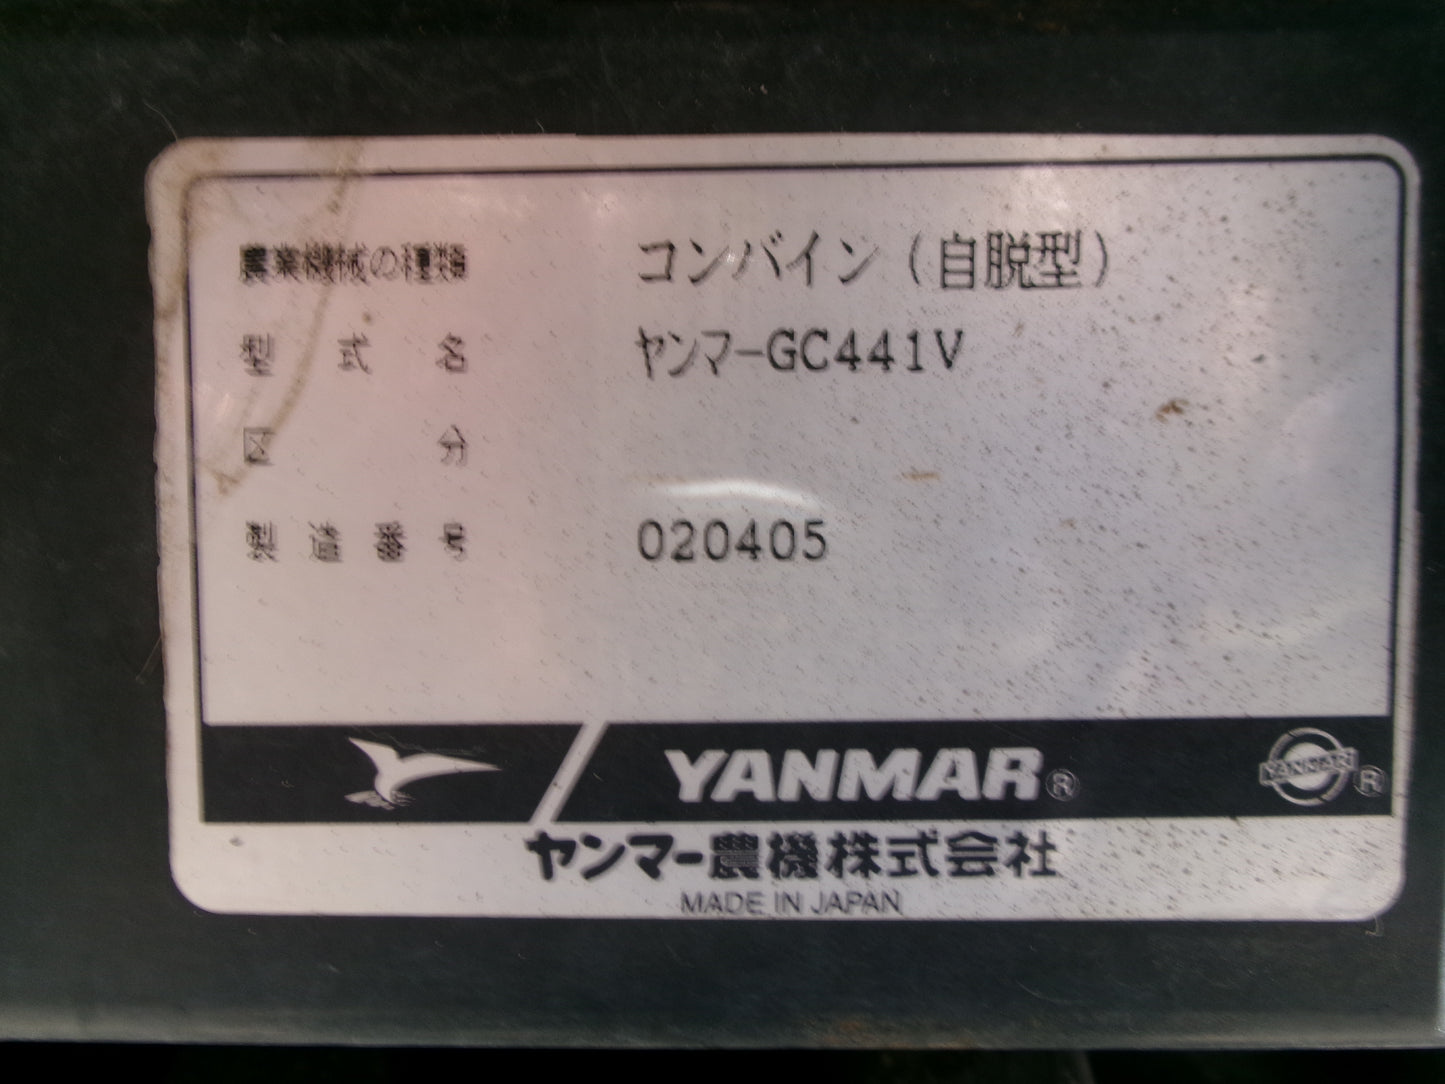 農業機械の種類 コンバイン（自脱型）
型式名 ヤンマーGC441V
区分
製造番号 020405
YANMAR® YANMAR®
ヤンマー農機株式会社
MADE IN JAPAN